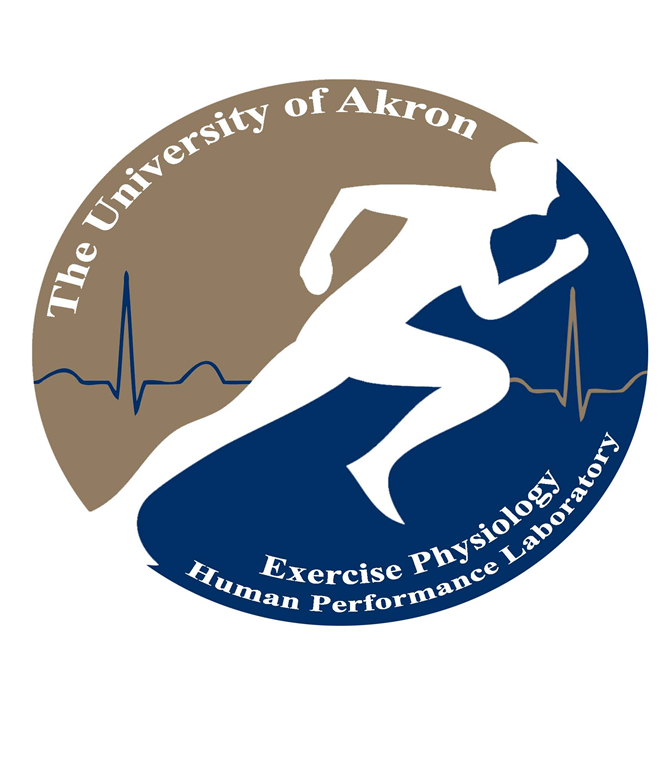 The University of Akron
Exercise Physiology
Human Performance Laboratory